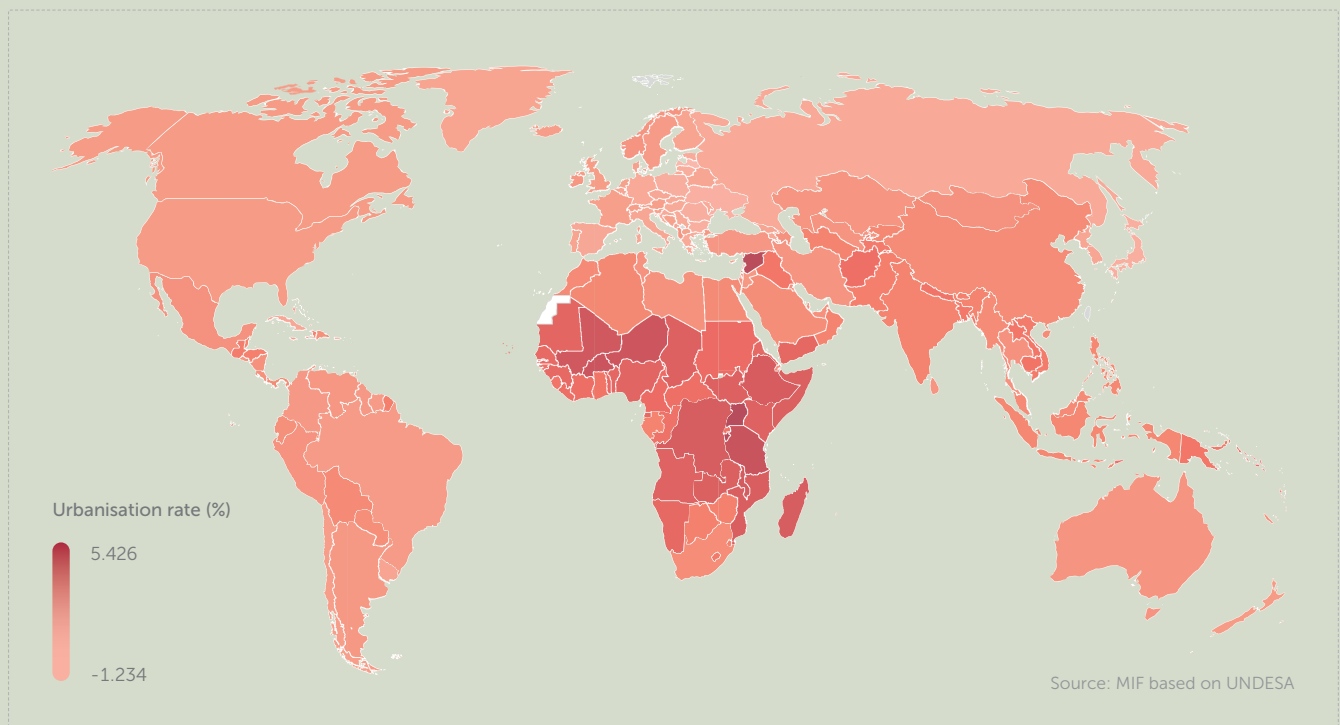 Urbanisation rate (%)
5.426
-1.234
Source: MIF based on UNDESA